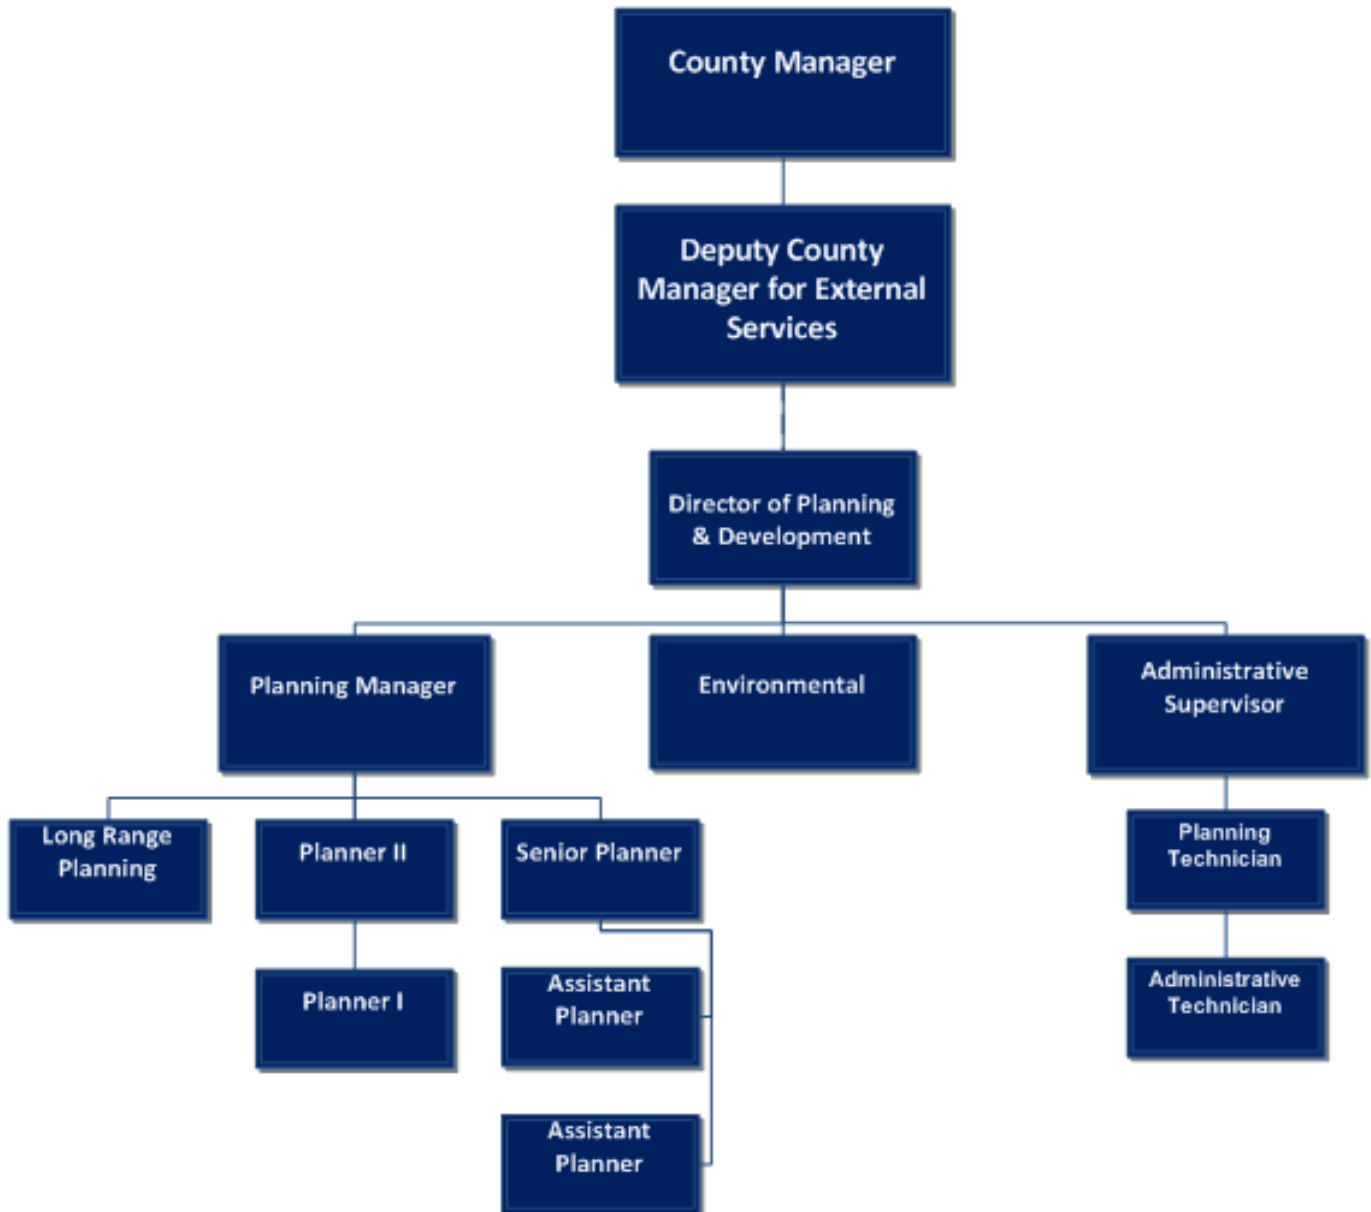 County Manager
Deputy County
Manager for External
Services
Director of Planning
& Development
Planning Manager
Environmental
Administrative
Supervisor
Long Range
Planning
Planner II
Senior Planner
Planning
Technician
Planner I
Assistant
Planner
Administrative
Technician
Assistant
Planner